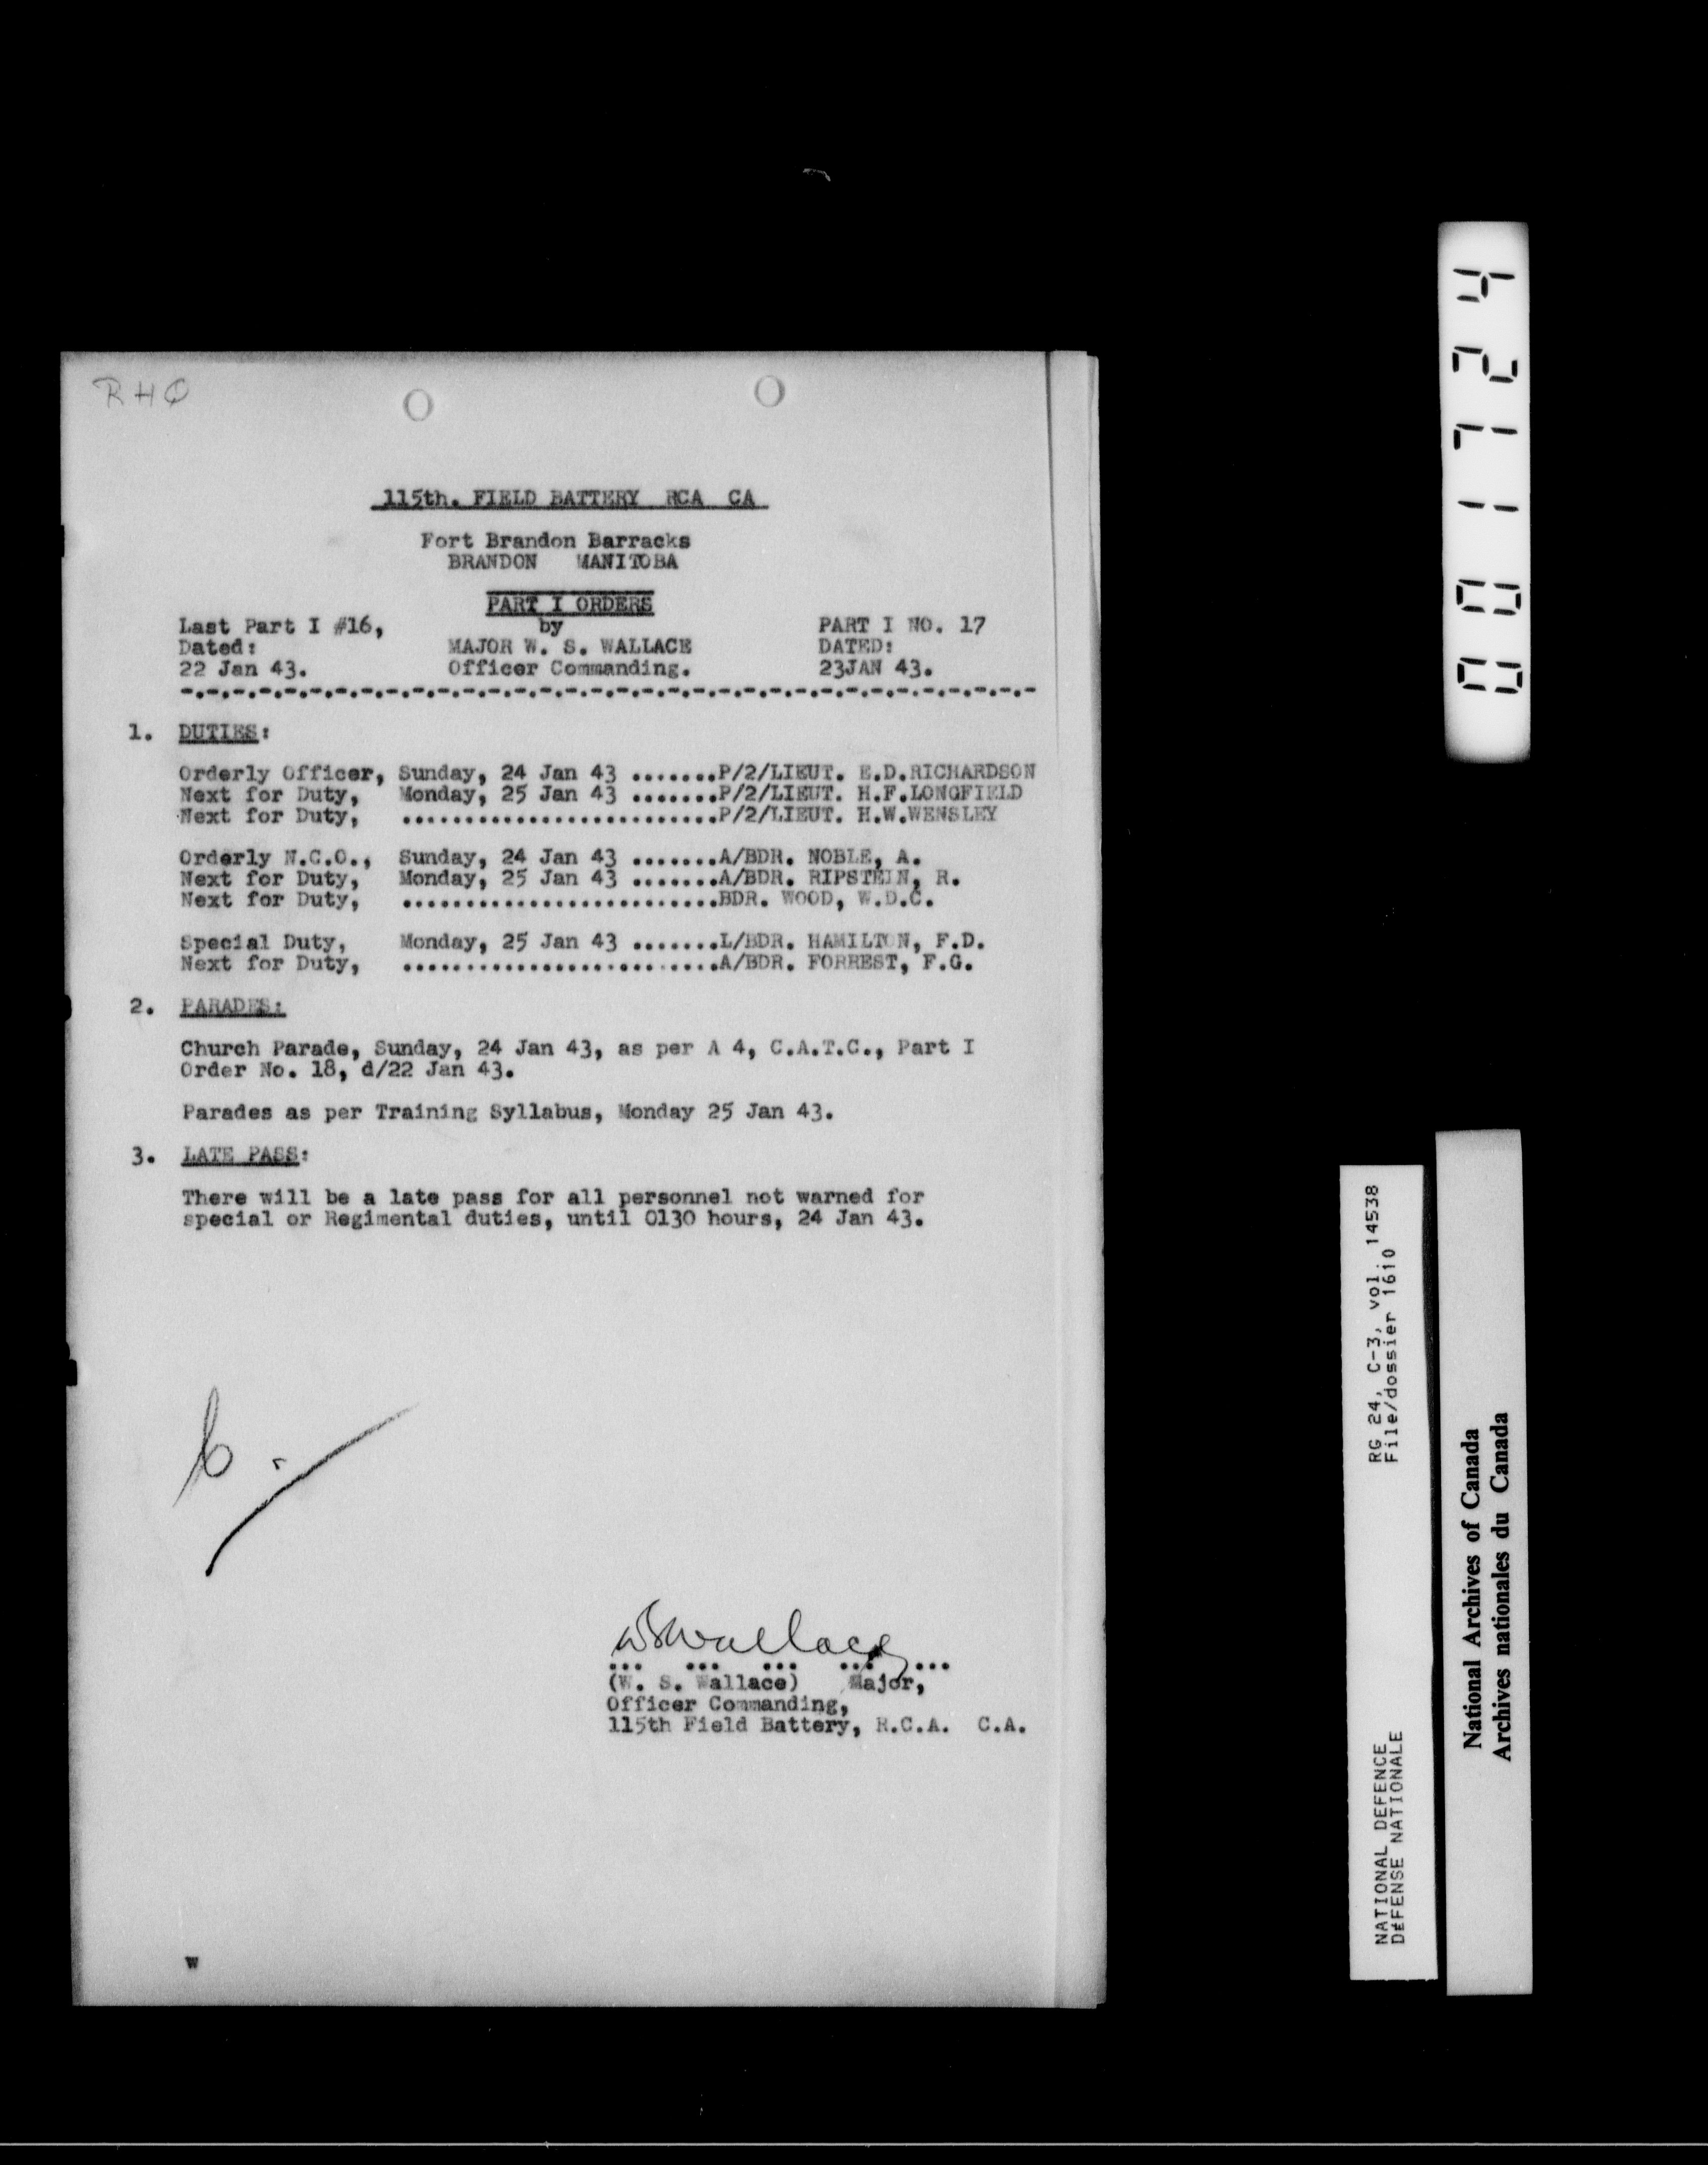 RHQ
115th. FIELD BATTERY RCA CA
Fort Brandon Barracks
BRANDON MANITOBA
PART I ORDERS
Last Part I #16, by PART I NO. 17
Dated: MAJOR W. S. WALLACE DATED:
22 Jan 43. Officer Commanding. 23JAN 43.
1. DUTIES:
Orderly Officer, Sunday, 24 Jan 43 .......P/2/LIEUT. E.D.RICHARDSON
Next for Duty, Monday, 25 Jan 43 .......P/2/LIEUT. H.F.LONGFIELD
Next for Duty, .........................P/2/LIEUT. H.W.WENSLEY
Orderly N.C.O., Sunday, 24 Jan 43 .......A/BDR. NOBLE, A.
Next for Duty, Monday, 25 Jan 43 .......A/BDR. RIPSTEIN, R.
Next for Duty, .........................BDR. WOOD, W.D.C.
Special Duty, Monday, 25 Jan 43 .......L/BDR. HAMILTON, F.D.
Next for Duty, .........................A/BDR. FORREST, F.G.
2. PARADES:
Church Parade, Sunday, 24 Jan 43, as per A 4, C.A.T.C., Part I
Order No. 18, d/22 Jan 43.
Parades as per Training Syllabus, Monday 25 Jan 43.
3. LATE PASS:
There will be a late pass for all personnel not warned for
special or Regimental duties, until 0130 hours, 24 Jan 43.
WSWallace
... ... ... ... ...
(W. S. Wallace) Major,
Officer Commanding,
115th Field Battery, R.C.A. C.A.
W
001724
RG 24, C-3, vol. 14538
File/dossier 1610
NATIONAL DEFENCE
DÉFENSE NATIONALE
National Archives of Canada
Archives nationales du Canada